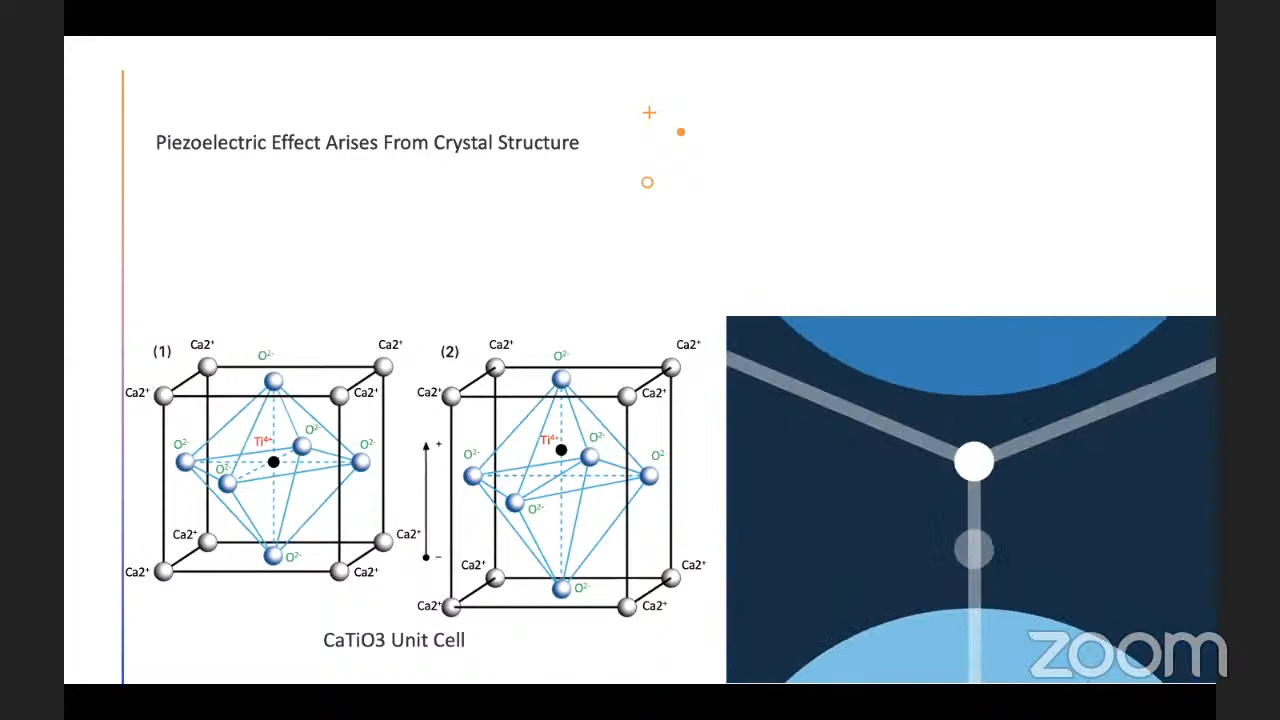 Piezoelectric Effect Arises From Crystal Structure
(1)
Ca2⁺
Ca2⁺
O²⁻
Ca2⁺
Ca2⁺
Ti⁴⁺
O²⁻
O²⁻
O²⁻
O²⁻
Ca2⁺
Ca2⁺
O²⁻
Ca2⁺
Ca2⁺
+
−
(2)
Ca2⁺
Ca2⁺
O²⁻
Ca2⁺
Ca2⁺
Ti⁴⁺
O²⁻
O²⁻
O²⁻
O²⁻
Ca2⁺
Ca2⁺
O²⁻
Ca2⁺
Ca2⁺
CaTiO3 Unit Cell
zoom